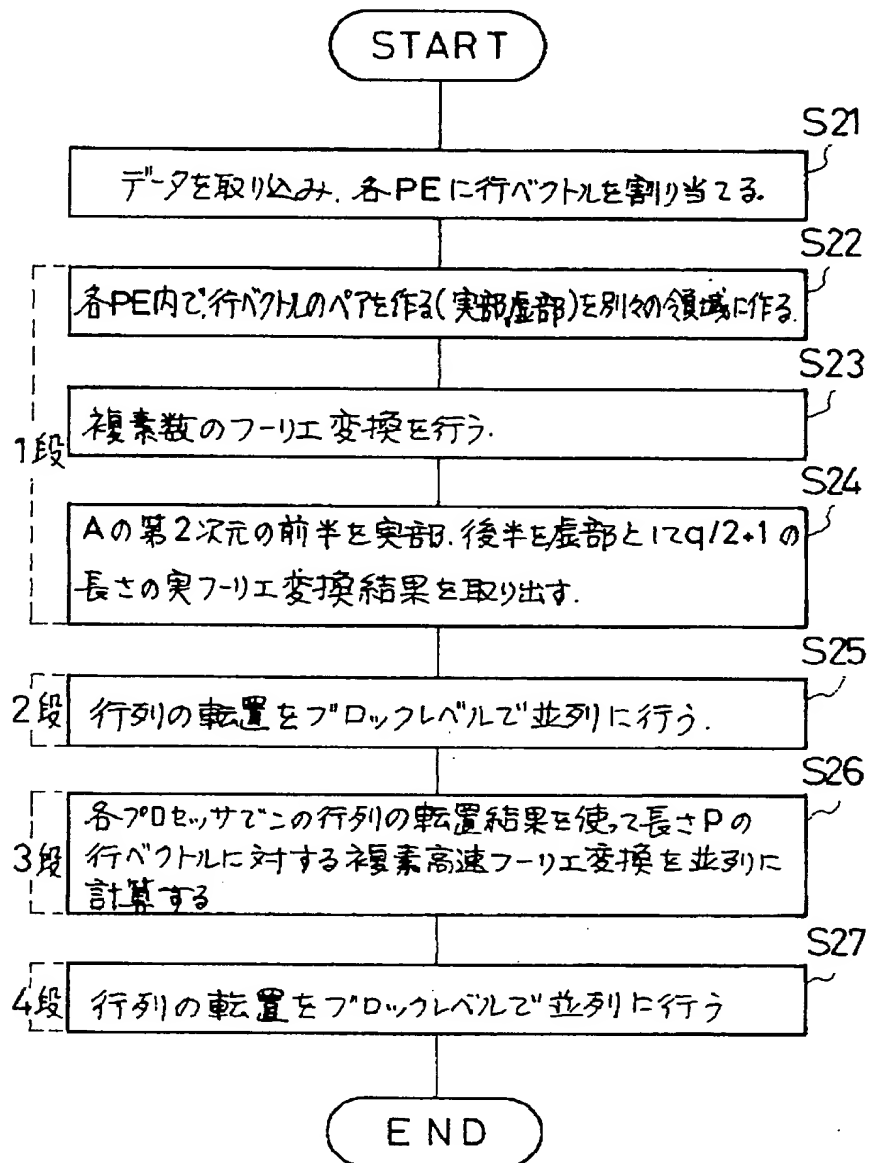 START
S21
データを取り込み、各PEに行ベクトルを割り当てる.
S22
各PE内で、行ベクトルのペアを作る(実部,虚部)を別々の領域に作る.
S23
複素数のフーリエ変換を行う.
1段
S24
Aの第2次元の前半を実部、後半を虚部としてq/2+1の
長さの実フーリエ変換結果を取り出す.
S25
2段
行列の転置をブロックレベルで並列に行う.
S26
3段
各プロセッサでこの行列の転置結果を使って長さPの
行ベクトルに対する複素高速フーリエ変換を並列に
計算する
S27
4段
行列の転置をブロックレベルで並列に行う
END